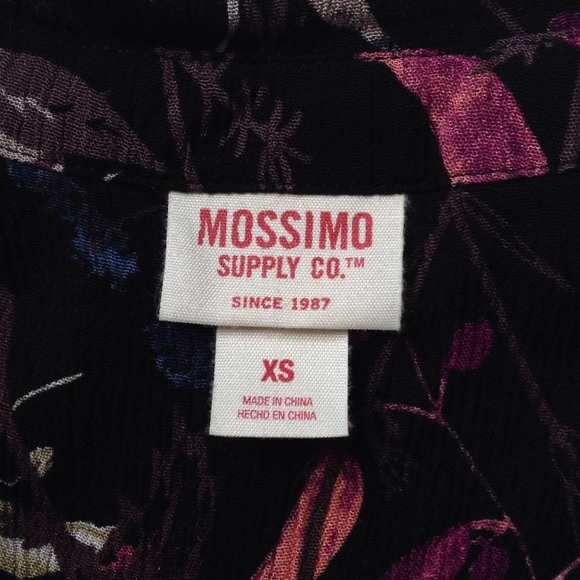 MOSSIMO
SUPPLY CO.™
SINCE 1987
XS
MADE IN CHINA
HECHO EN CHINA